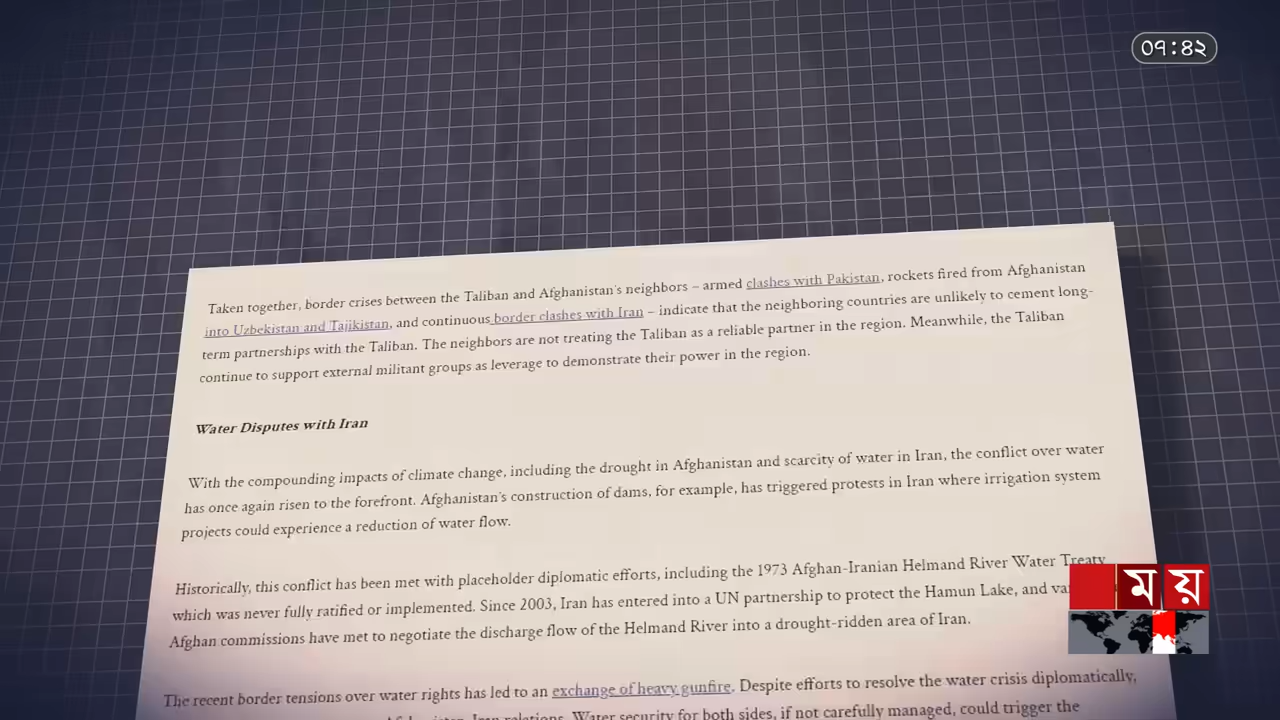 ০৭:৪২
Taken together, border crises between the Taliban and Afghanistan's neighbors – armed clashes with Pakistan, rockets fired from Afghanistan
into Uzbekistan and Tajikistan, and continuous border clashes with Iran – indicate that the neighboring countries are unlikely to cement long-
term partnerships with the Taliban. The neighbors are not treating the Taliban as a reliable partner in the region. Meanwhile, the Taliban
continue to support external militant groups as leverage to demonstrate their power in the region.
Water Disputes with Iran
With the compounding impacts of climate change, including the drought in Afghanistan and scarcity of water in Iran, the conflict over water
has once again risen to the forefront. Afghanistan's construction of dams, for example, has triggered protests in Iran where irrigation system
projects could experience a reduction of water flow.
Historically, this conflict has been met with placeholder diplomatic efforts, including the 1973 Afghan-Iranian Helmand River Water Treaty
which was never fully ratified or implemented. Since 2003, Iran has entered into a UN partnership to protect the Hamun Lake, and
Afghan commissions have met to negotiate the discharge flow of the Helmand River into a drought-ridden area of Iran.
The recent border tensions over water rights has led to an exchange of heavy gunfire. Despite efforts to resolve the water crisis diplomatically,
relations. Water security for both sides, if not carefully managed, could trigger the
ময়